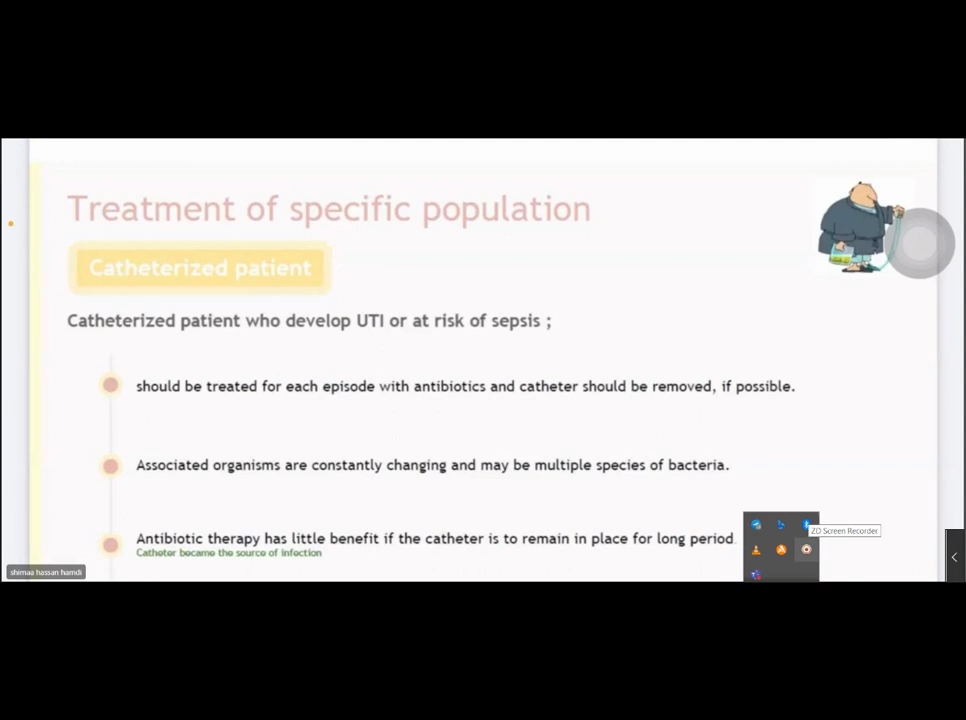 Treatment of specific population
Catheterized patient
Catheterized patient who develop UTI or at risk of sepsis ;
should be treated for each episode with antibiotics and catheter should be removed, if possible.
Associated organisms are constantly changing and may be multiple species of bacteria.
ZD Screen Recorder
Antibiotic therapy has little benefit if the catheter is to remain in place for long period
Catheter became the source of infection
shimaa hassan hamdi